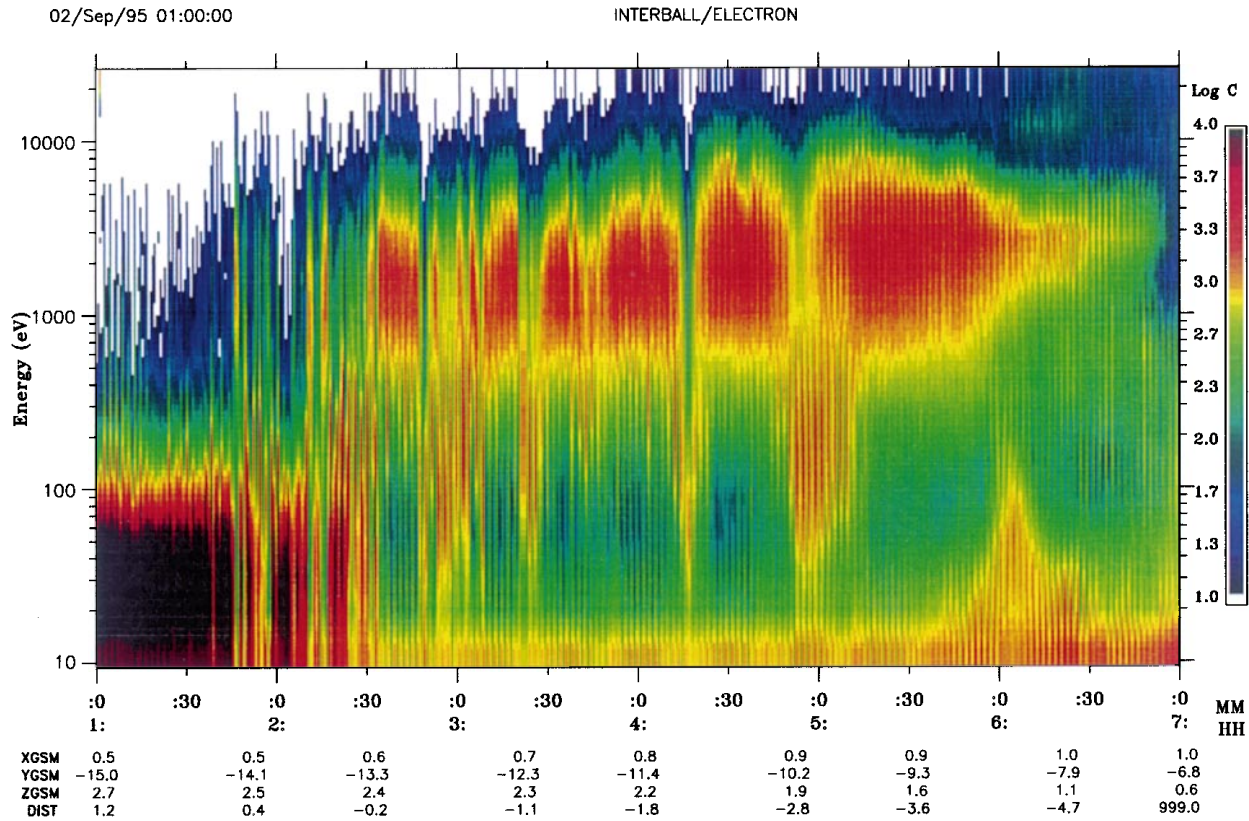 02/Sep/95 01:00:00
INTERBALL/ELECTRON
Log C
4.0
3.7
3.3
3.0
2.7
2.3
2.0
1.7
1.3
1.0
Energy (eV)
10000
1000
100
10
:0 :30 :0 :30 :0 :30 :0 :30 :0 :30 :0 :30 :0 MM
1: 2: 3: 4: 5: 6: 7: HH
XGSM 0.5 0.5 0.6 0.7 0.8 0.9 0.9 1.0 1.0
YGSM −15.0 −14.1 −13.3 −12.3 −11.4 −10.2 −9.3 −7.9 −6.8
ZGSM 2.7 2.5 2.4 2.3 2.2 1.9 1.6 1.1 0.6
DIST 1.2 0.4 −0.2 −1.1 −1.8 −2.8 −3.6 −4.7 999.0